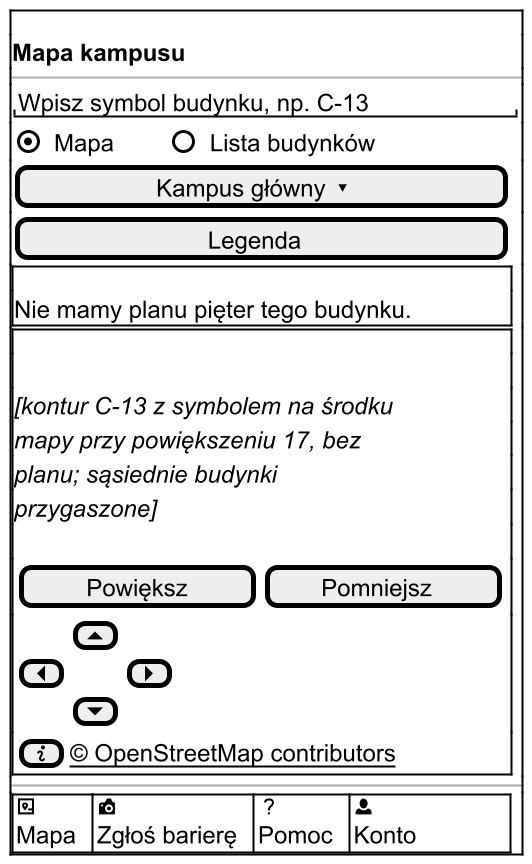 Mapa kampusu
Wpisz symbol budynku, np. C-13
Mapa Lista budynków
Kampus główny ▼
Legenda
Nie mamy planu pięter tego budynku.
[kontur C-13 z symbolem na środku
mapy przy powiększeniu 17, bez
planu; sąsiednie budynki
przygaszone]
Powiększ Pomniejsz
i © OpenStreetMap contributors
?
Mapa Zgłoś barierę Pomoc Konto